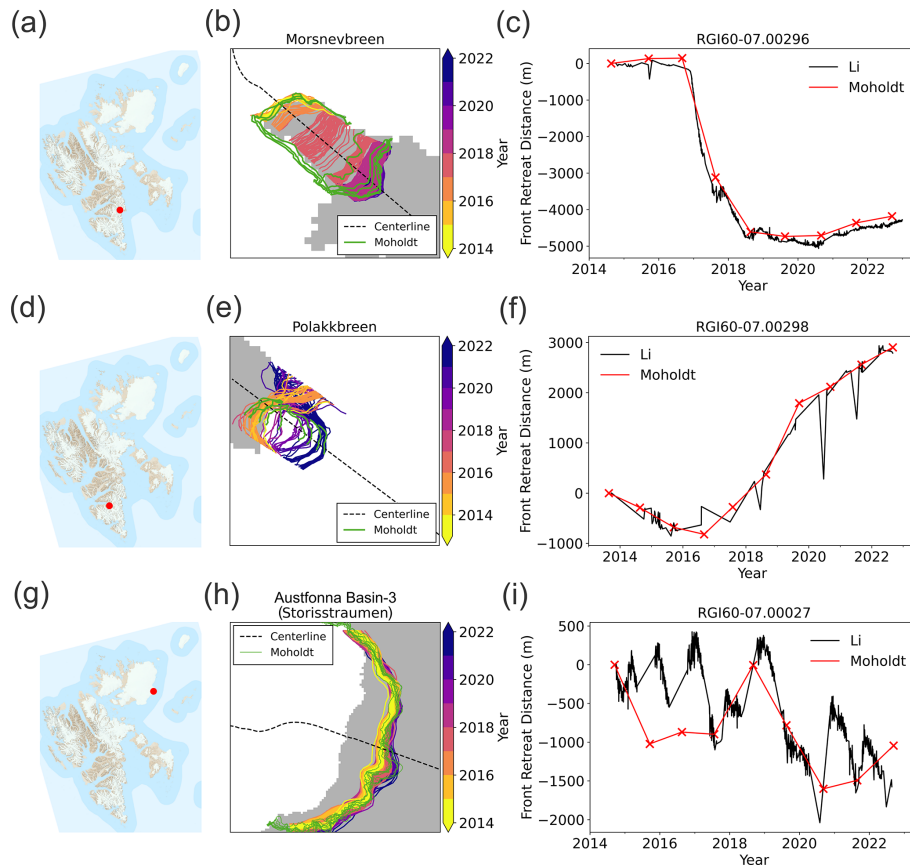 (a)
(b)
Morsnevbreen
2022
2020
2018
2016
2014
Year
Centerline
Moholdt
(c)
RGI60-07.00296
Front Retreat Distance (m)
0
−1000
−2000
−3000
−4000
−5000
Li
Moholdt
2014
2016
2018
2020
2022
Year
(d)
(e)
Polakkbreen
2022
2020
2018
2016
2014
Year
Centerline
Moholdt
(f)
RGI60-07.00298
Front Retreat Distance (m)
3000
2000
1000
0
−1000
Li
Moholdt
2014
2016
2018
2020
2022
Year
(g)
(h)
Austfonna Basin-3
(Storisstraumen)
Centerline
Moholdt
2022
2020
2018
2016
2014
Year
(i)
RGI60-07.00027
Front Retreat Distance (m)
500
0
−500
−1000
−1500
−2000
Li
Moholdt
2015
2016
2017
2018
2019
2020
2021
2022
Year